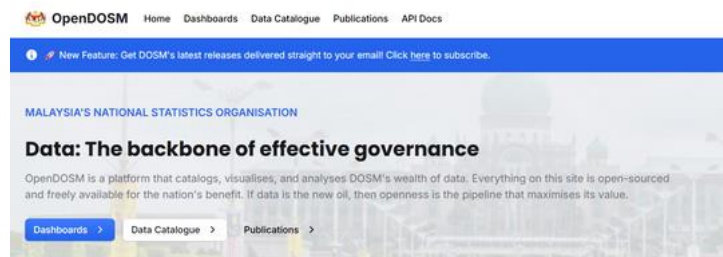 OpenDOSM Home Dashboards Data Catalogue Publications API Docs
New Feature: Get DOSM's latest releases delivered straight to your email! Click here to subscribe.
MALAYSIA'S NATIONAL STATISTICS ORGANISATION
Data: The backbone of effective governance
OpenDOSM is a platform that catalogs, visualises, and analyses DOSM's wealth of data. Everything on this site is open-sourced
and freely available for the nation's benefit. If data is the new oil, then openness is the pipeline that maximises its value.
Dashboards > Data Catalogue > Publications >